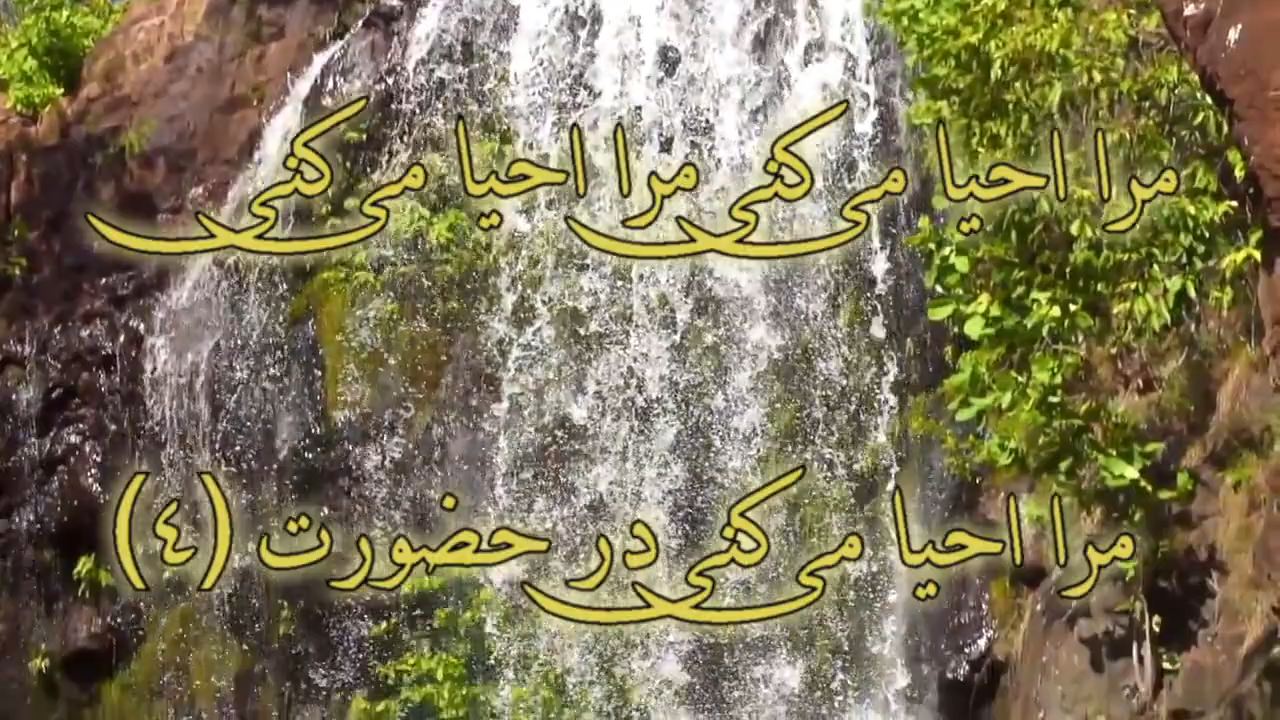 مرا احیا می کنی مرا احیا می کنی
مرا احیا می کنی در حضورت (٤)